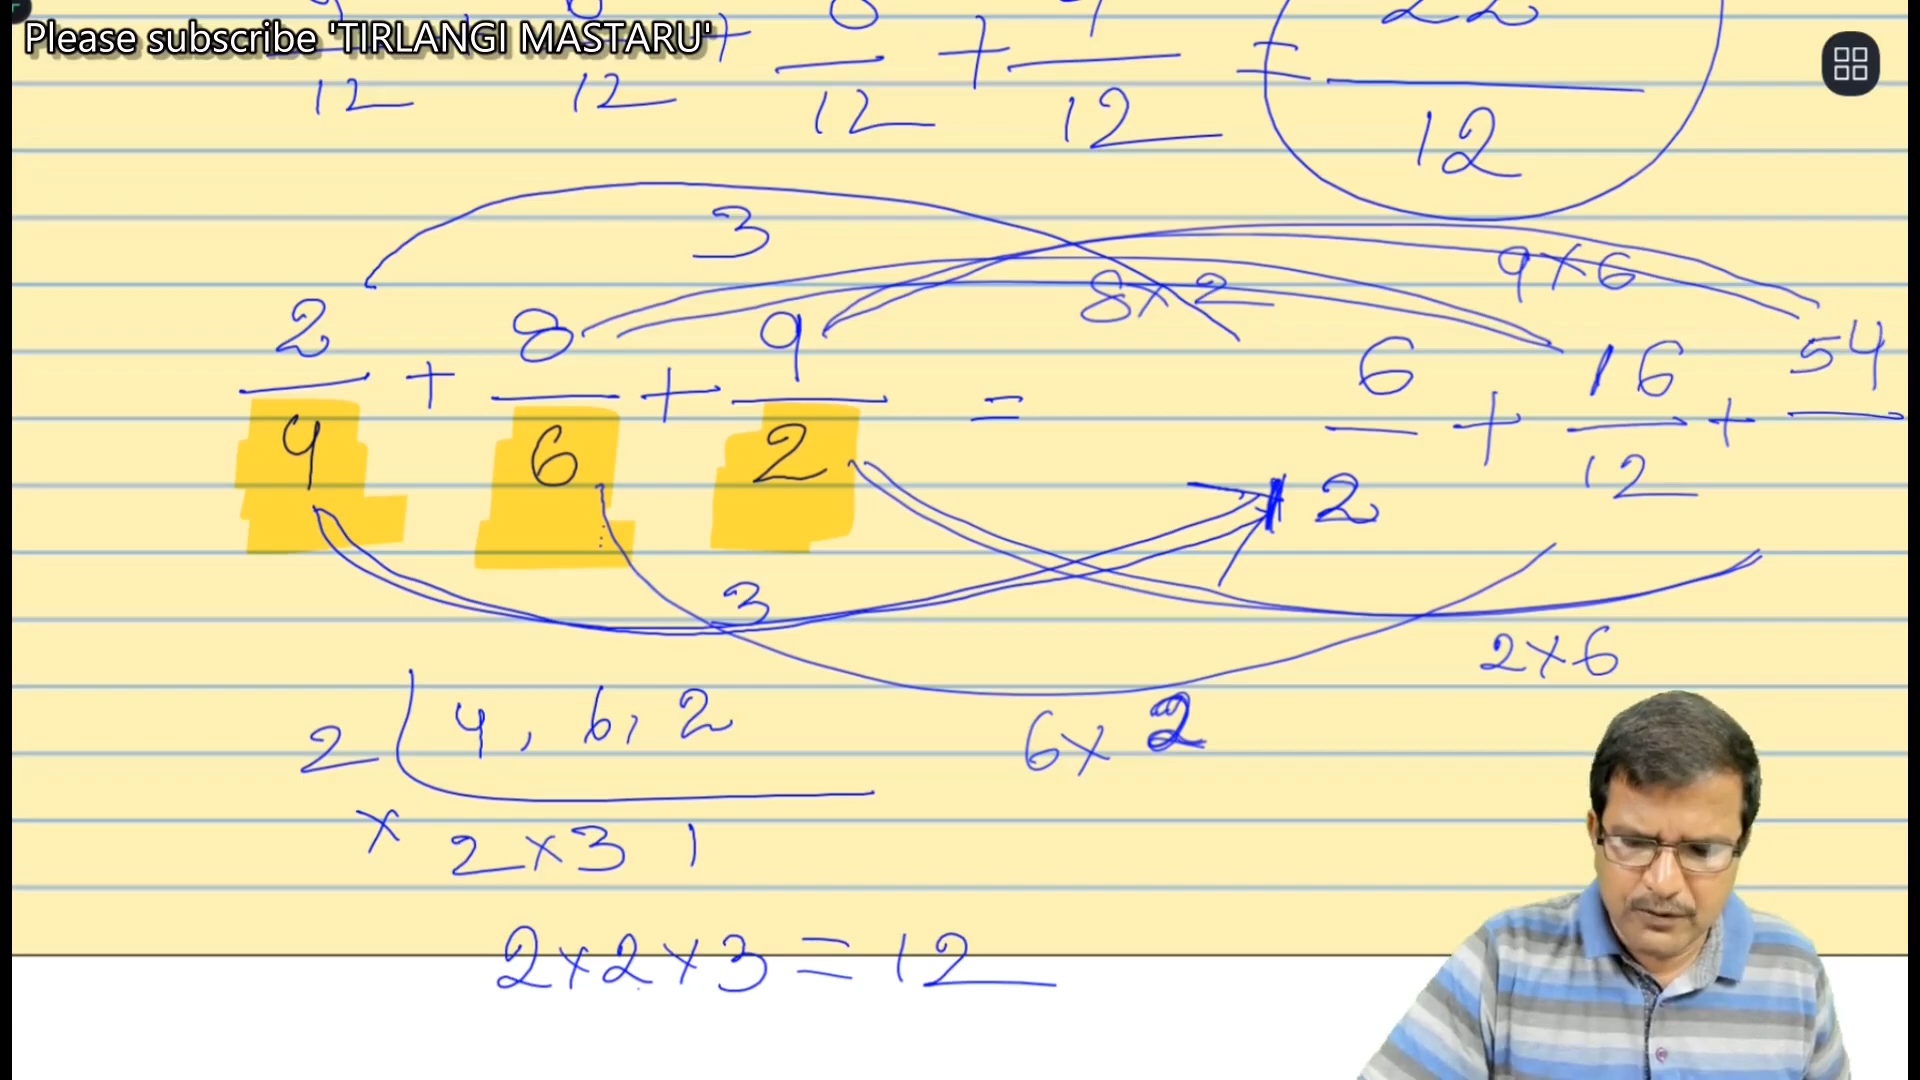 Please subscribe 'TIRLANGI MASTARU'
+ + =
12 12 12 12 12
3
8×2 9×6
2/4 + 8/6 + 9/2 = 6/12 + 16/12 + 54
3
2×6
2 | 4, 6, 2
6× 2
× 2×3 1
2×2×3 = 12